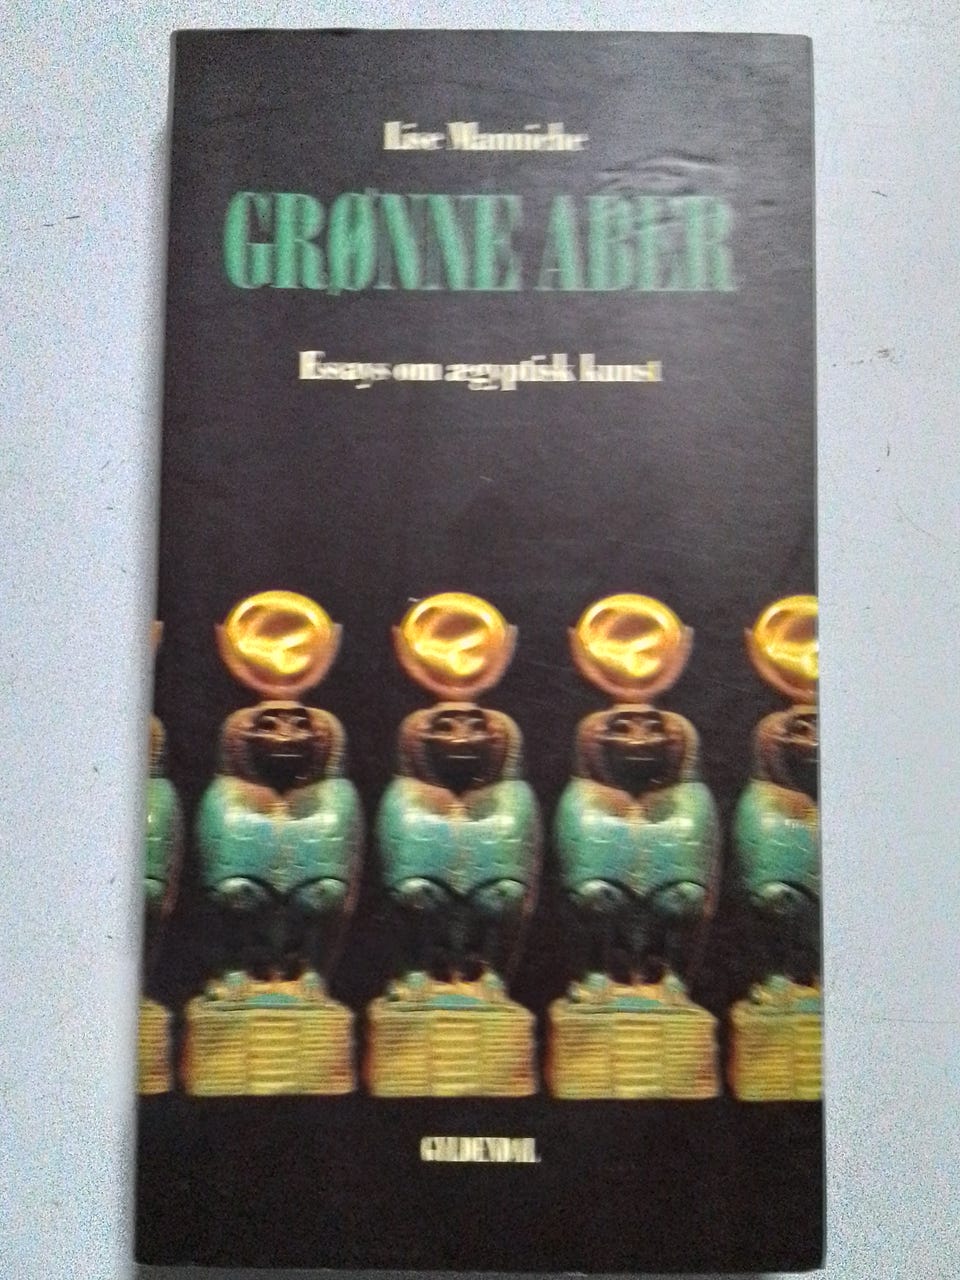 Lise Manniche
GRØNNE ABER
Essays om ægyptisk kunst
GYLDENDAL